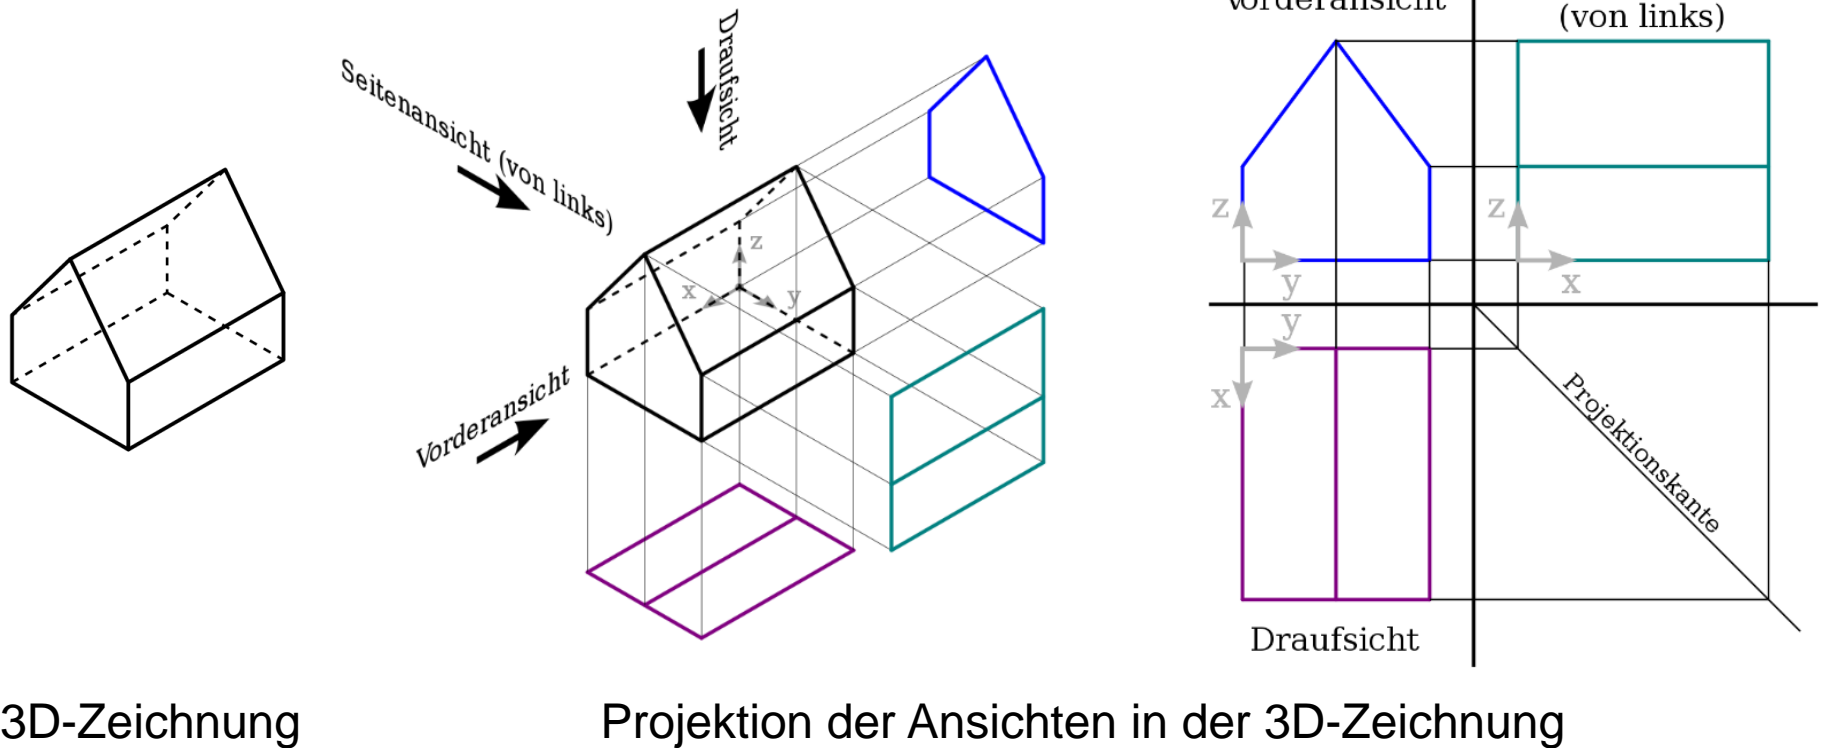 Seitenansicht (von links)
Draufsicht
Vorderansicht
z
x
y
Vorderansicht
(von links)
z
y
z
x
y
x
Projektionskante
Draufsicht
3D-Zeichnung
Projektion der Ansichten in der 3D-Zeichnung